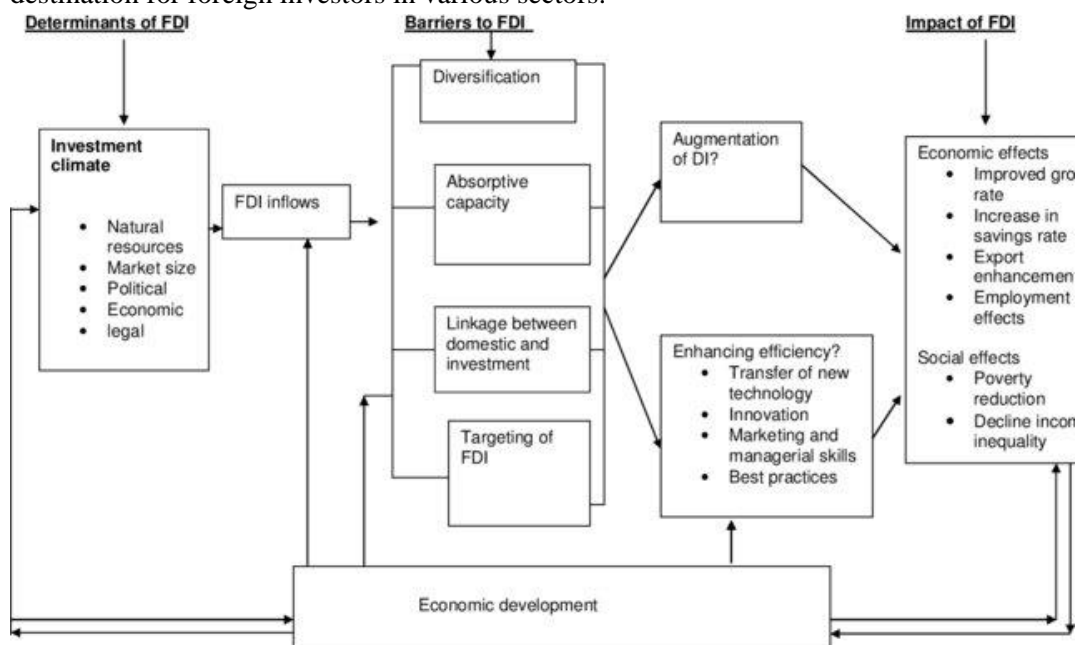 destination for foreign investors in various sectors.
Determinants of FDI
Barriers to FDI
Impact of FDI
Investment
climate
• Natural
resources
• Market size
• Political
• Economic
• legal
FDI inflows
Diversification
Absorptive
capacity
Linkage between
domestic and
investment
Targeting of
FDI
Augmentation
of DI?
Enhancing efficiency?
• Transfer of new
technology
• Innovation
• Marketing and
managerial skills
• Best practices
Economic effects
• Improved gro
rate
• Increase in
savings rate
• Export
enhancemen
• Employment
effects
Social effects
• Poverty
reduction
• Decline incom
inequality
Economic development